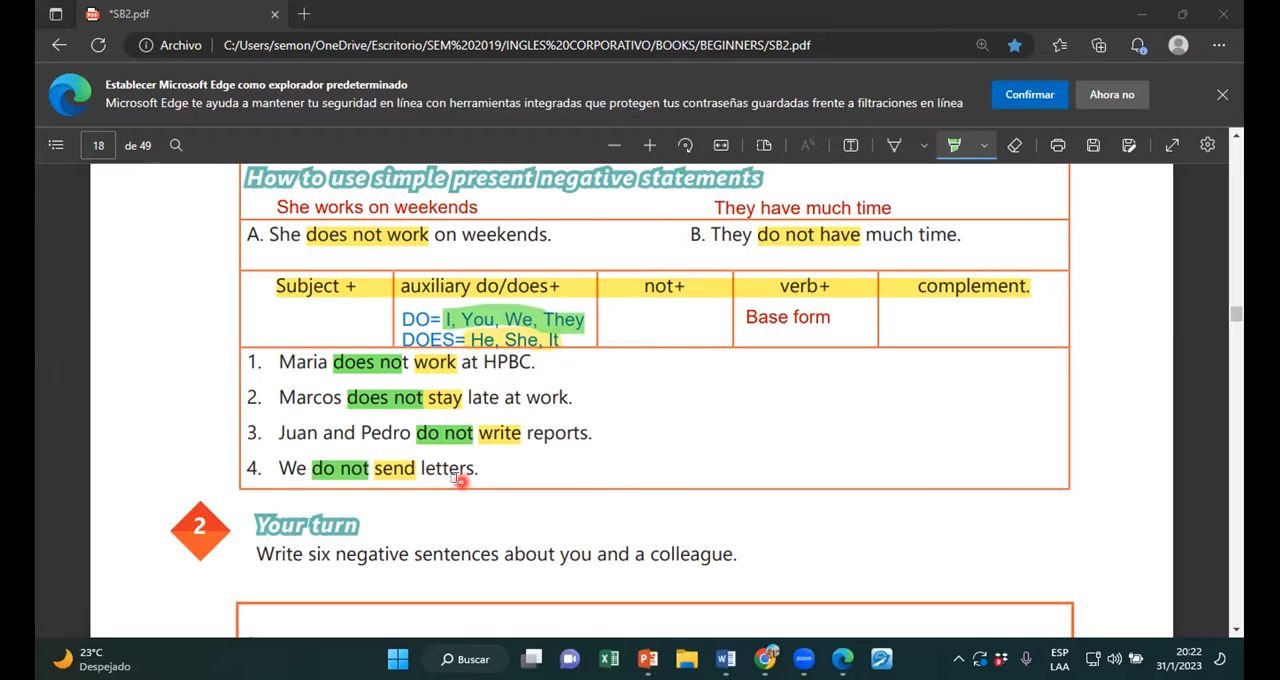 *SB2.pdf
Archivo
C:/Users/semon/OneDrive/Escritorio/SEM%202019/INGLES%20CORPORATIVO/BOOKS/BEGINNERS/SB2.pdf
Establecer Microsoft Edge como explorador predeterminado
Microsoft Edge te ayuda a mantener tu seguridad en línea con herramientas integradas que protegen tus contraseñas guardadas frente a filtraciones en línea
Confirmar
Ahora no
18 de 49
How to use simple present negative statements
She works on weekends They have much time
A. She does not work on weekends. B. They do not have much time.
Subject + auxiliary do/does+ not+ verb+ complement.
DO= I, You, We, They Base form
DOES= He, She, It
1. Maria does not work at HPBC.
2. Marcos does not stay late at work.
3. Juan and Pedro do not write reports.
4. We do not send letters.
2 Your turn
Write six negative sentences about you and a colleague.
23°C
Despejado
Buscar
ESP
LAA
20:22
31/1/2023